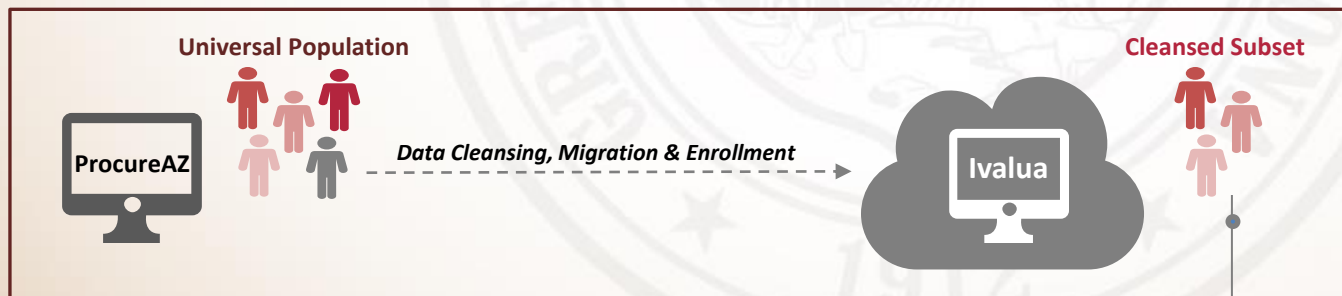 Universal Population
Cleansed Subset
ProcureAZ
Data Cleansing, Migration & Enrollment
Ivalua